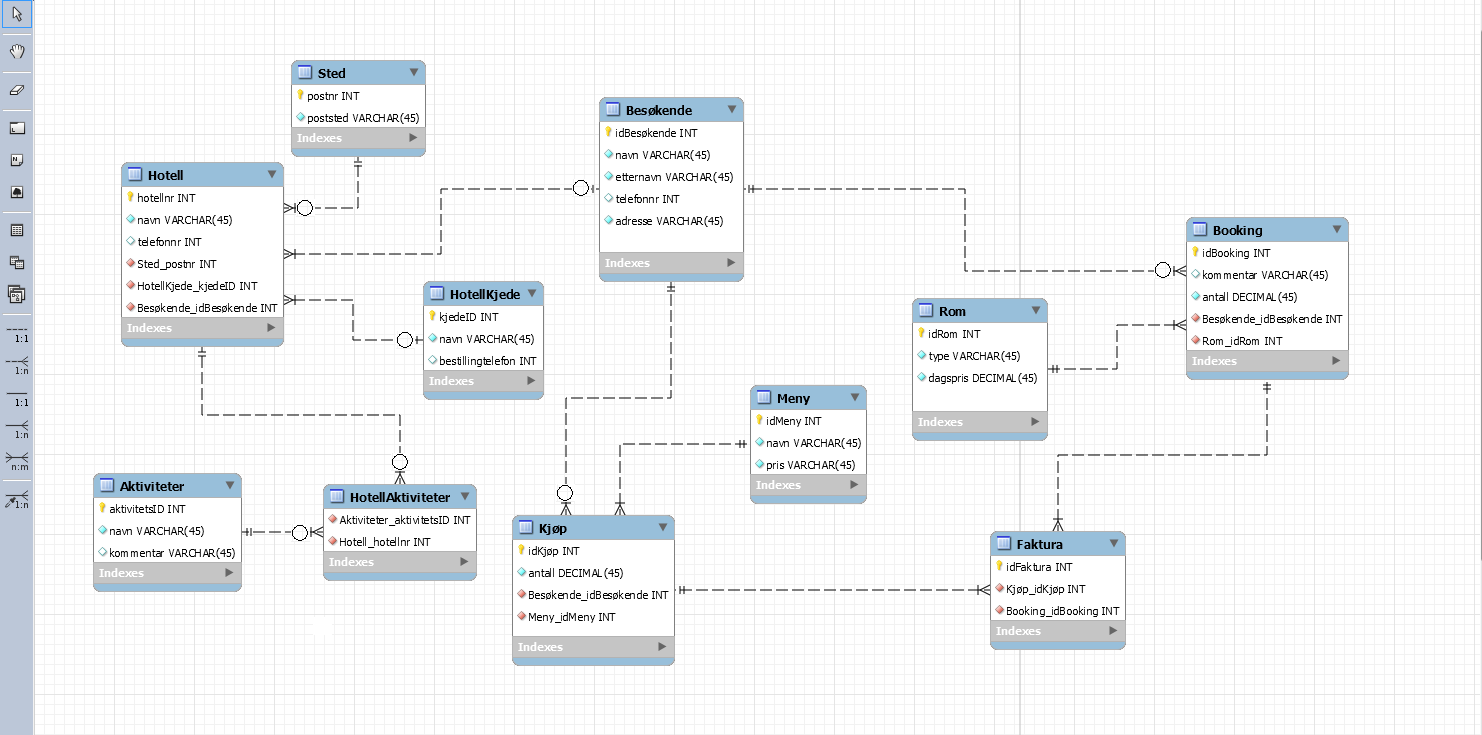 Sted
postnr INT
poststed VARCHAR(45)
Indexes
Besøkende
idBesøkende INT
navn VARCHAR(45)
etternavn VARCHAR(45)
telefonnr INT
adresse VARCHAR(45)
Indexes
Hotell
hotellnr INT
navn VARCHAR(45)
telefonnr INT
Sted_postnr INT
HotellKjede_kjedeID INT
Besøkende_idBesøkende INT
Indexes
Booking
idBooking INT
kommentar VARCHAR(45)
antall DECIMAL(45)
Besøkende_idBesøkende INT
Rom_idRom INT
Indexes
HotellKjede
kjedeID INT
navn VARCHAR(45)
bestillingtelefon INT
Indexes
Rom
idRom INT
type VARCHAR(45)
dagspris DECIMAL(45)
Indexes
Meny
idMeny INT
navn VARCHAR(45)
pris VARCHAR(45)
Indexes
Aktiviteter
aktivitetsID INT
navn VARCHAR(45)
kommentar VARCHAR(45)
Indexes
HotellAktiviteter
Aktiviteter_aktivitetsID INT
Hotell_hotellnr INT
Indexes
Kjøp
idKjøp INT
antall DECIMAL(45)
Besøkende_idBesøkende INT
Meny_idMeny INT
Indexes
Faktura
idFaktura INT
Kjøp_idKjøp INT
Booking_idBooking INT
Indexes
1:1
1:n
1:1
1:n
n:m
1:n